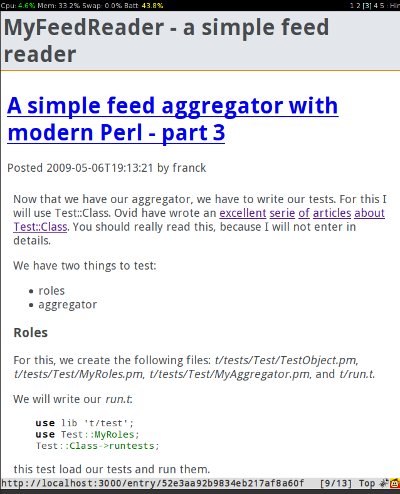 Cpu: 4.6% Mem: 33.2% Swap: 0.0% Batt: 43.8% 1 2 [3] 4 5 · Hir
MyFeedReader - a simple feed
reader
A simple feed aggregator with
modern Perl - part 3
Posted 2009-05-06T19:13:21 by franck
Now that we have our aggregator, we have to write our tests. For this I
will use Test::Class. Ovid have wrote an excellent serie of articles about
Test::Class. You should really read this, because I will not enter in
details.
We have two things to test:
• roles
• aggregator
Roles
For this, we create the following files: t/tests/Test/TestObject.pm,
t/tests/Test/MyRoles.pm, t/tests/Test/MyAggregator.pm, and t/run.t.
We will write our run.t:
use lib 't/test';
use Test::MyRoles;
Test::Class->runtests;
this test load our tests and run them.
http://localhost:3000/entry/52e3aa92b9834eb217af8a60f [9/13] Top